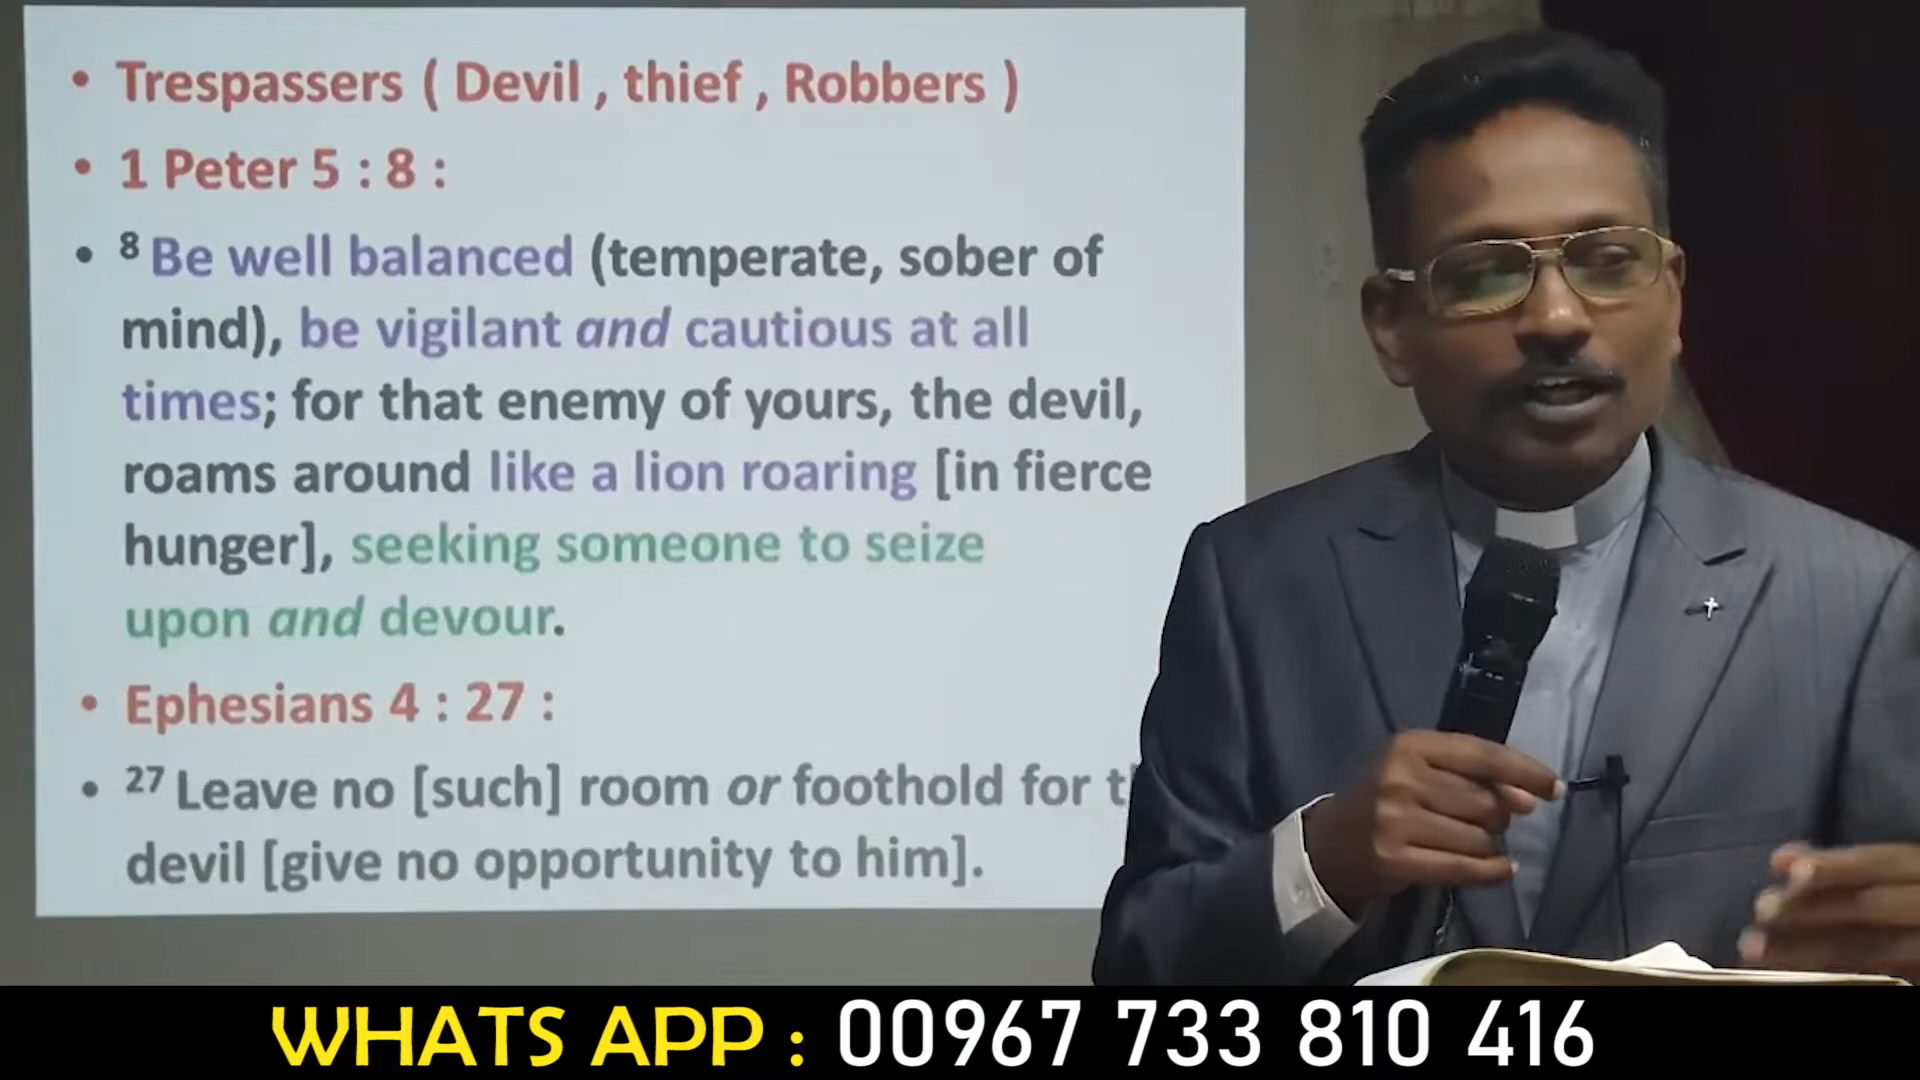 • Trespassers ( Devil , thief , Robbers )
• 1 Peter 5 : 8 :
• ⁸ Be well balanced (temperate, sober of
mind), be vigilant and cautious at all
times; for that enemy of yours, the devil,
roams around like a lion roaring [in fierce
hunger], seeking someone to seize
upon and devour.
• Ephesians 4 : 27 :
• ²⁷ Leave no [such] room or foothold for
devil [give no opportunity to him].
WHATS APP : 00967 733 810 416